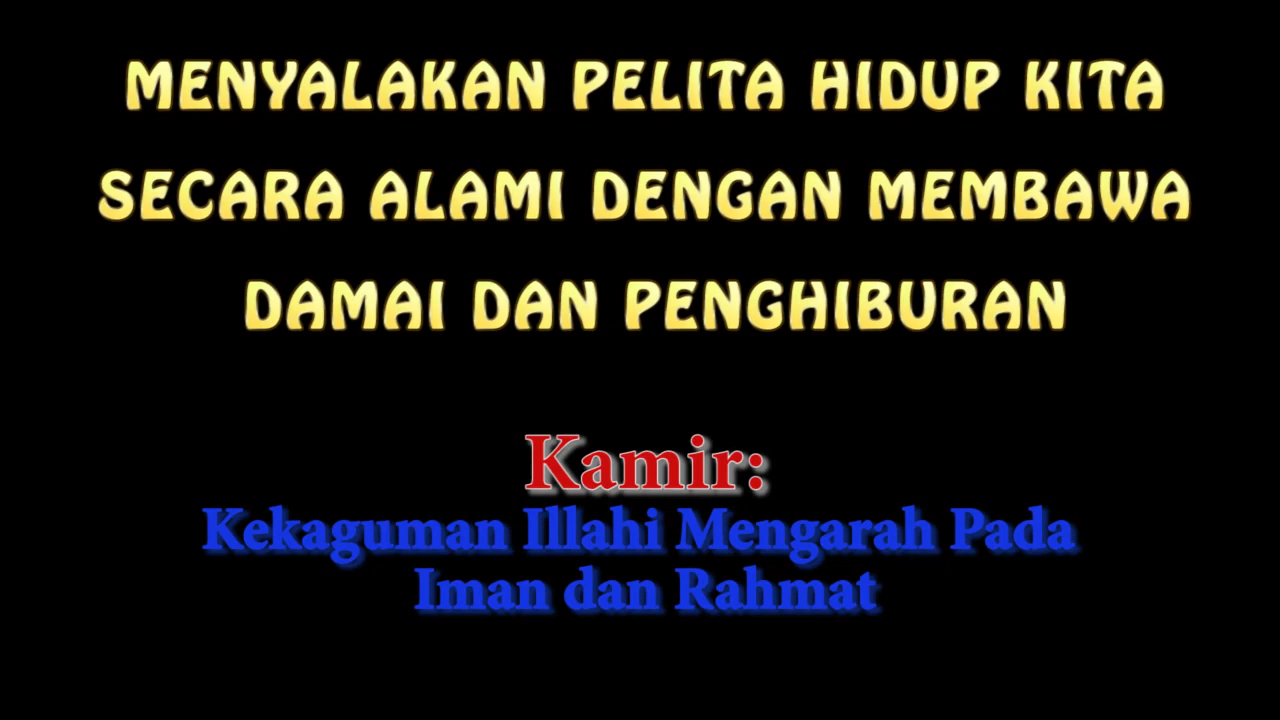 MENYALAKAN PELITA HIDUP KITA
SECARA ALAMI DENGAN MEMBAWA
DAMAI DAN PENGHIBURAN
Kamir:
Kekaguman Illahi Mengarah Pada
Iman dan Rahmat